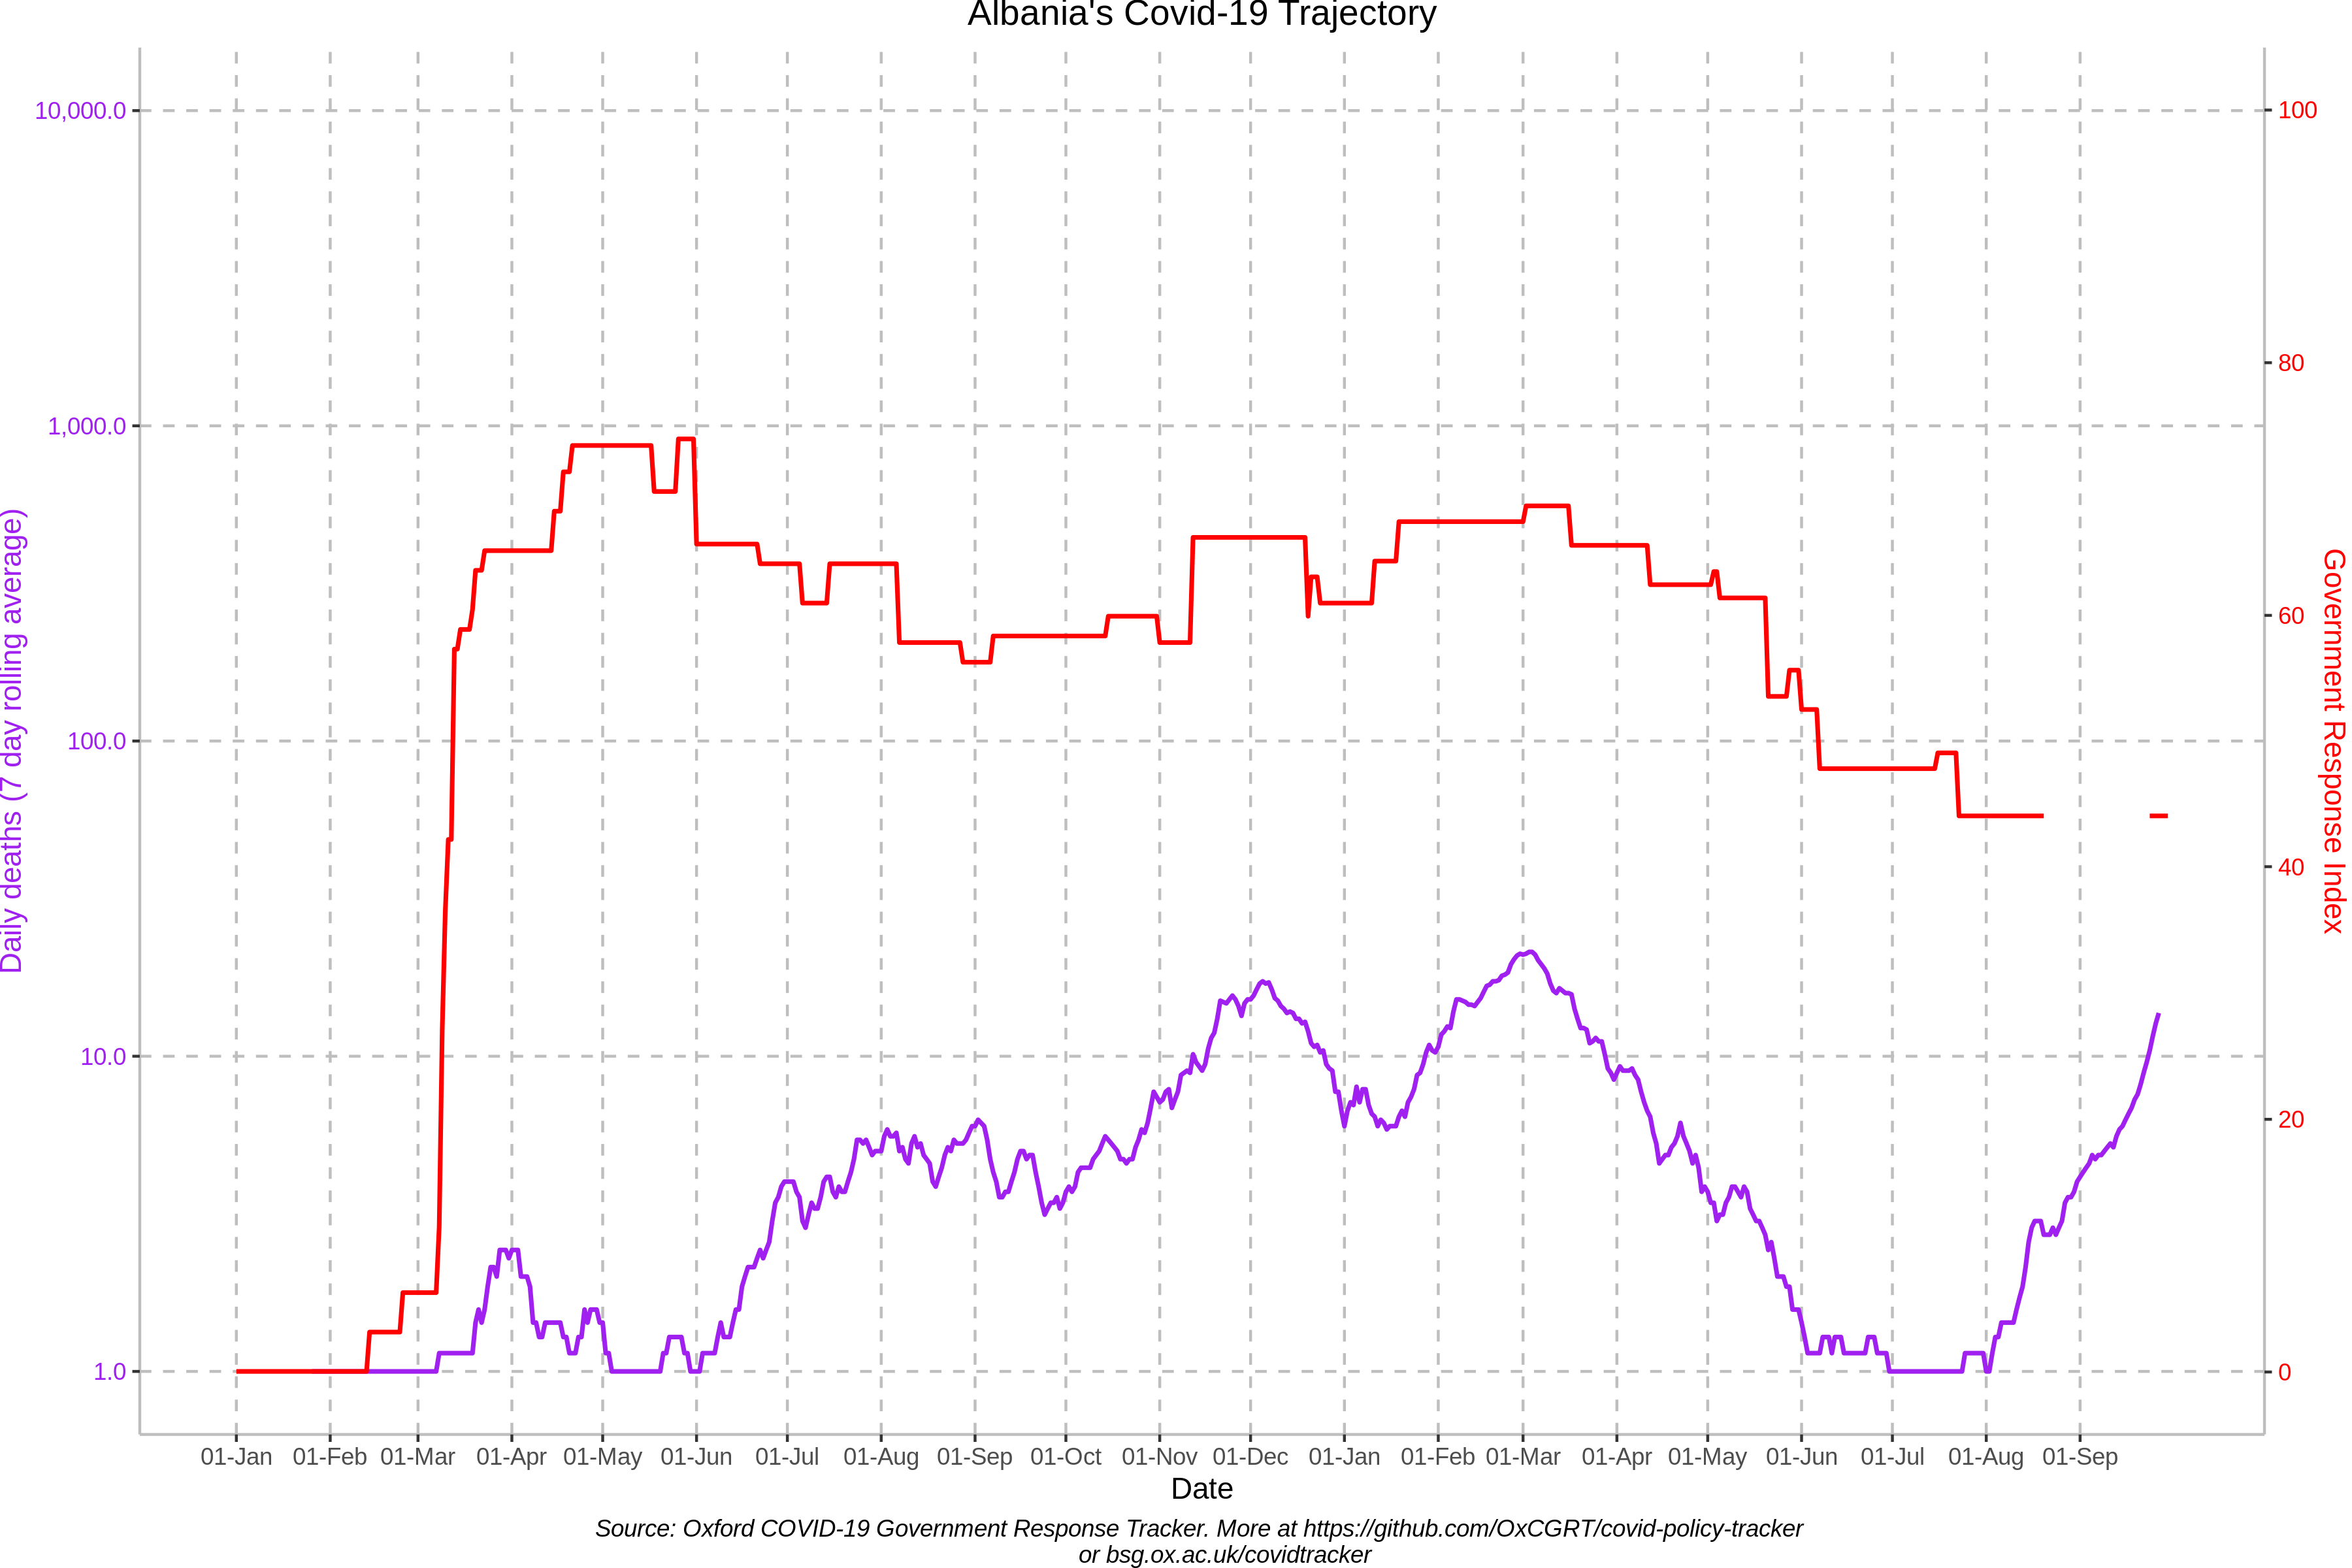 Albania's Covid-19 Trajectory
10,000.0
1,000.0
100.0
10.0
1.0
Daily deaths (7 day rolling average)
100
80
60
40
20
0
Government Response Index
01-Jan 01-Feb 01-Mar 01-Apr 01-May 01-Jun 01-Jul 01-Aug 01-Sep 01-Oct 01-Nov 01-Dec 01-Jan 01-Feb 01-Mar 01-Apr 01-May 01-Jun 01-Jul 01-Aug 01-Sep
Date
Source: Oxford COVID-19 Government Response Tracker. More at https://github.com/OxCGRT/covid-policy-tracker
or bsg.ox.ac.uk/covidtracker